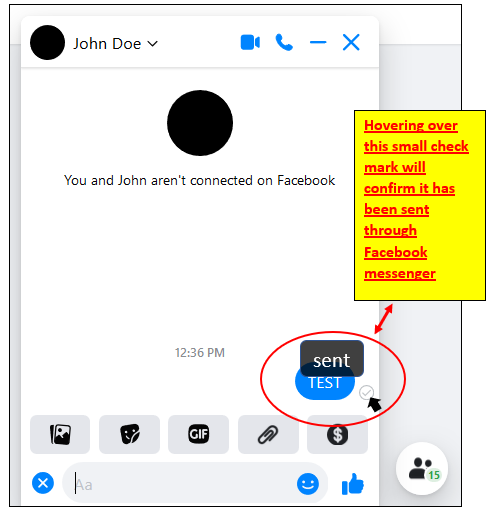 John Doe
You and John aren't connected on Facebook
Hovering over
this small check
mark will
confirm it has
been sent
through
Facebook
messenger
12:36 PM
sent
TEST
GIF
$
15
Aa